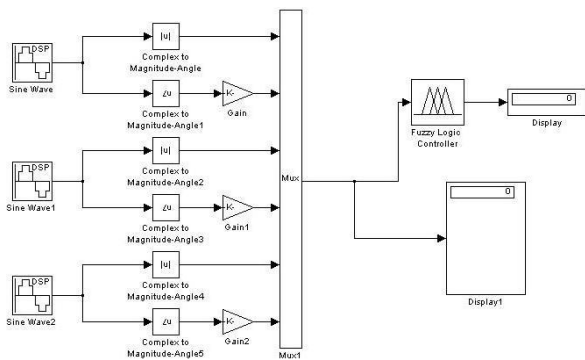 DSP
Sine Wave
|u|
Complex to
Magnitude-Angle
∠u
Complex to
Magnitude-Angle1
K-
Gain
DSP
Sine Wave1
|u|
Complex to
Magnitude-Angle2
∠u
Complex to
Magnitude-Angle3
K-
Gain1
DSP
Sine Wave2
|u|
Complex to
Magnitude-Angle4
∠u
Complex to
Magnitude-Angle5
K-
Gain2
Mux
Mux1
Fuzzy Logic
Controller
0
Display
0
Display1